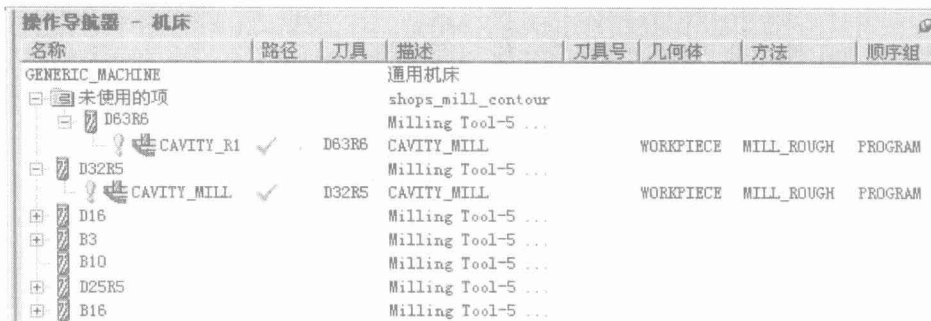 操作导航器 - 机床
名称 路径 刀具 描述 刀具号 几何体 方法 顺序组
GENERIC_MACHINE 通用机床
未使用的项 shops_mill_contour
D63R6 Milling Tool-5 ...
CAVITY_R1 D63R6 CAVITY_MILL WORKPIECE MILL_ROUGH PROGRAM
D32R5 Milling Tool-5 ...
CAVITY_MILL D32R5 CAVITY_MILL WORKPIECE MILL_ROUGH PROGRAM
D16 Milling Tool-5 ...
B3 Milling Tool-5 ...
B10 Milling Tool-5 ...
D25R5 Milling Tool-5 ...
B16 Milling Tool-5 ...